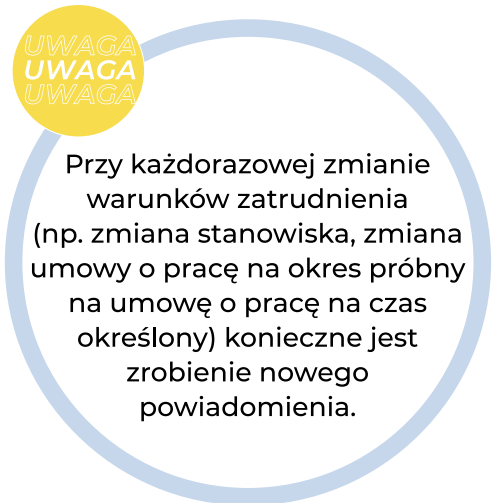 UWAGA
UWAGA
UWAGA
Przy każdorazowej zmianie
warunków zatrudnienia
(np. zmiana stanowiska, zmiana
umowy o pracę na okres próbny
na umowę o pracę na czas
określony) konieczne jest
zrobienie nowego
powiadomienia.